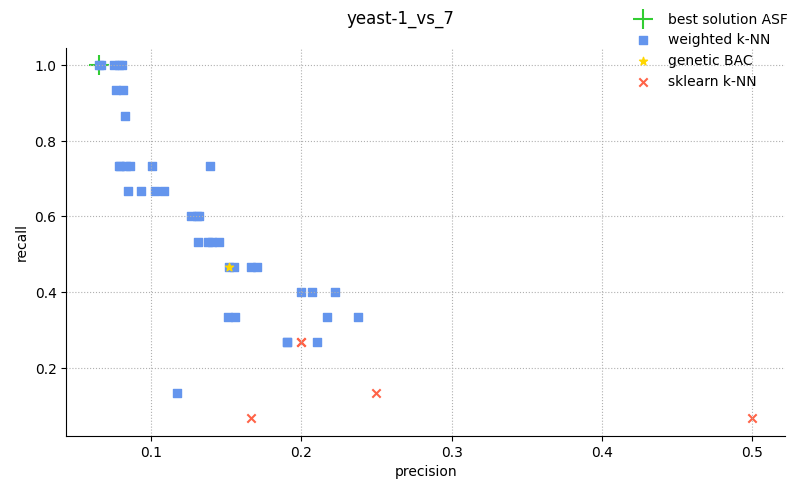 yeast-1_vs_7
best solution ASF
weighted k-NN
genetic BAC
sklearn k-NN
1.0
0.8
0.6
0.4
0.2
recall
0.1 0.2 0.3 0.4 0.5
precision